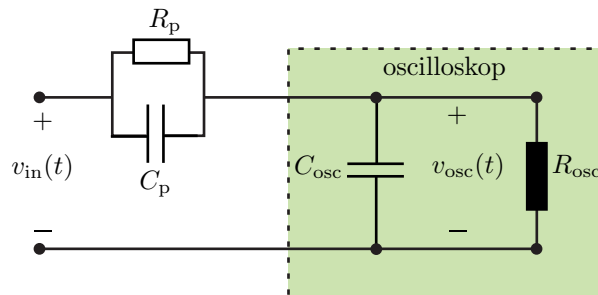 R_p
oscilloskop
+
+
v_in(t)
C_p
C_osc
v_osc(t)
R_osc
−
−